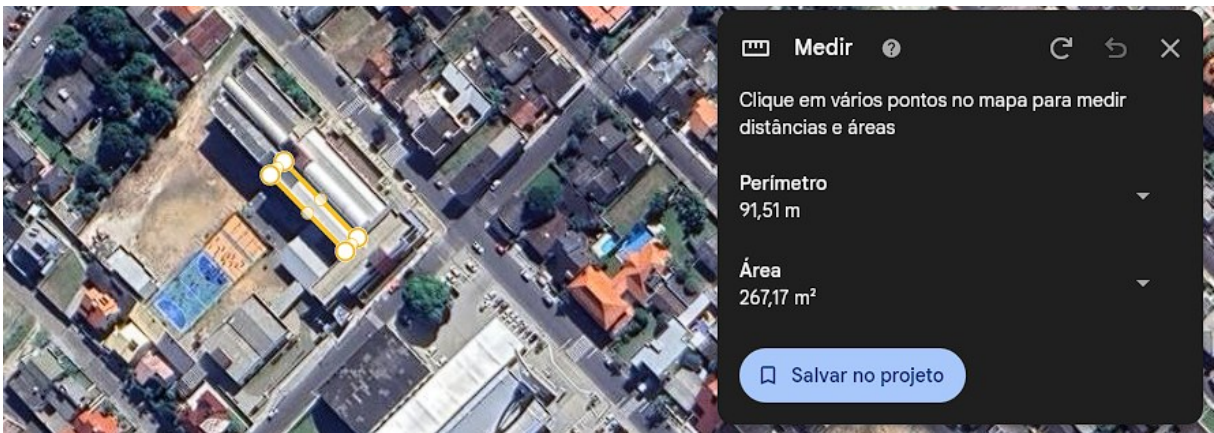 Medir
Clique em vários pontos no mapa para medir
distâncias e áreas
Perímetro
91,51 m
Área
267,17 m²
Salvar no projeto